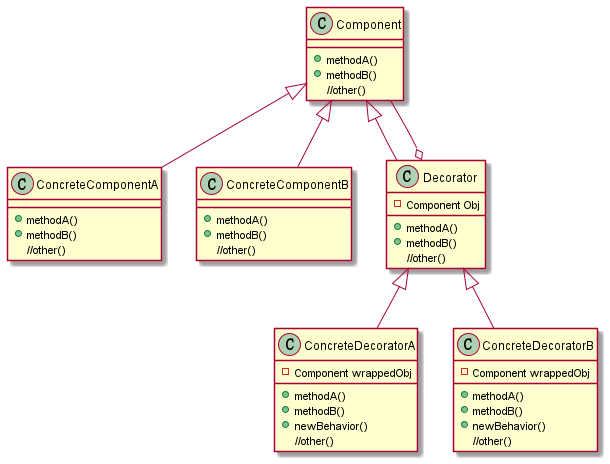 C Component
methodA()
methodB()
//other()
C ConcreteComponentA
methodA()
methodB()
//other()
C ConcreteComponentB
methodA()
methodB()
//other()
C Decorator
Component Obj
methodA()
methodB()
//other()
C ConcreteDecoratorA
Component wrappedObj
methodA()
methodB()
newBehavior()
//other()
C ConcreteDecoratorB
Component wrappedObj
methodA()
methodB()
newBehavior()
//other()